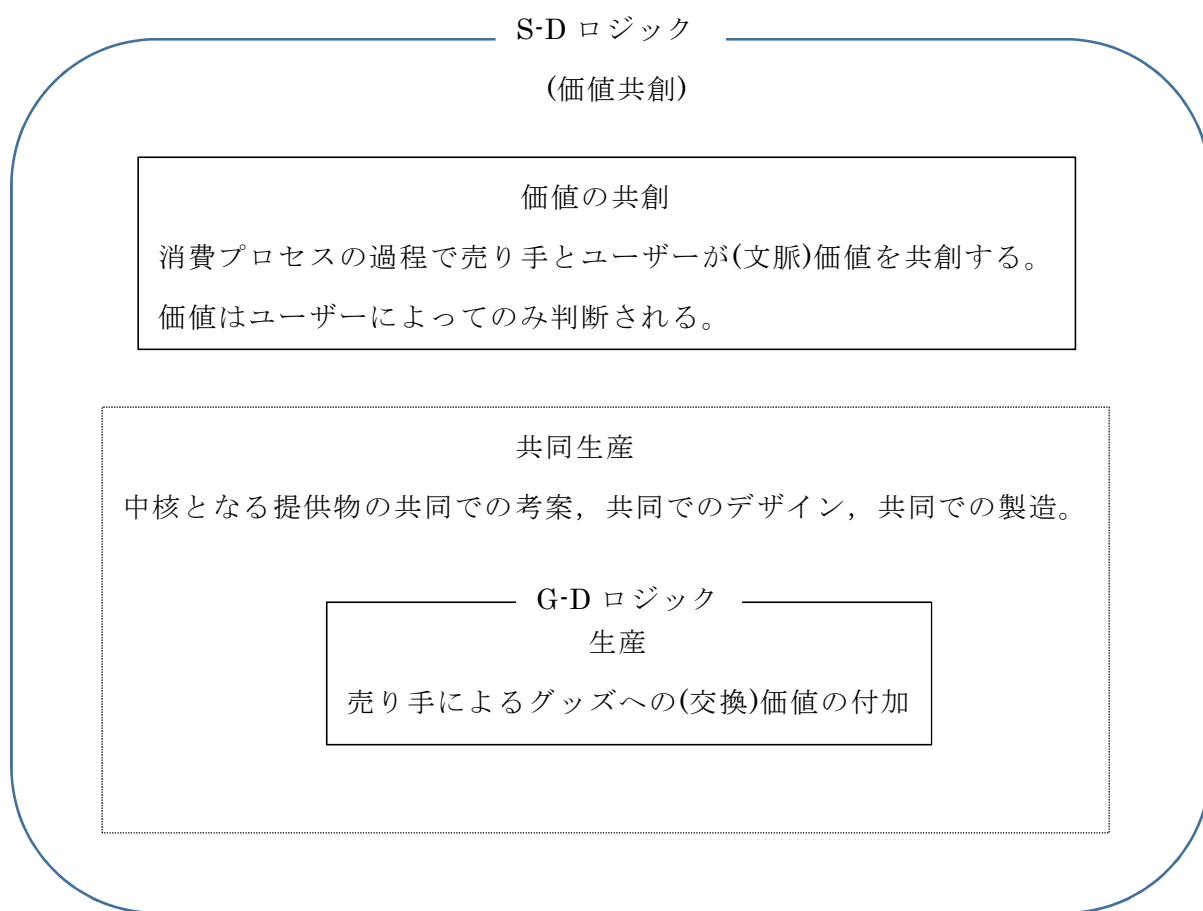 S-D ロジック
(価値共創)
価値の共創
消費プロセスの過程で売り手とユーザーが(文脈)価値を共創する。
価値はユーザーによってのみ判断される。
共同生産
中核となる提供物の共同での考案，共同でのデザイン，共同での製造。
G-D ロジック
生産
売り手によるグッズへの(交換)価値の付加